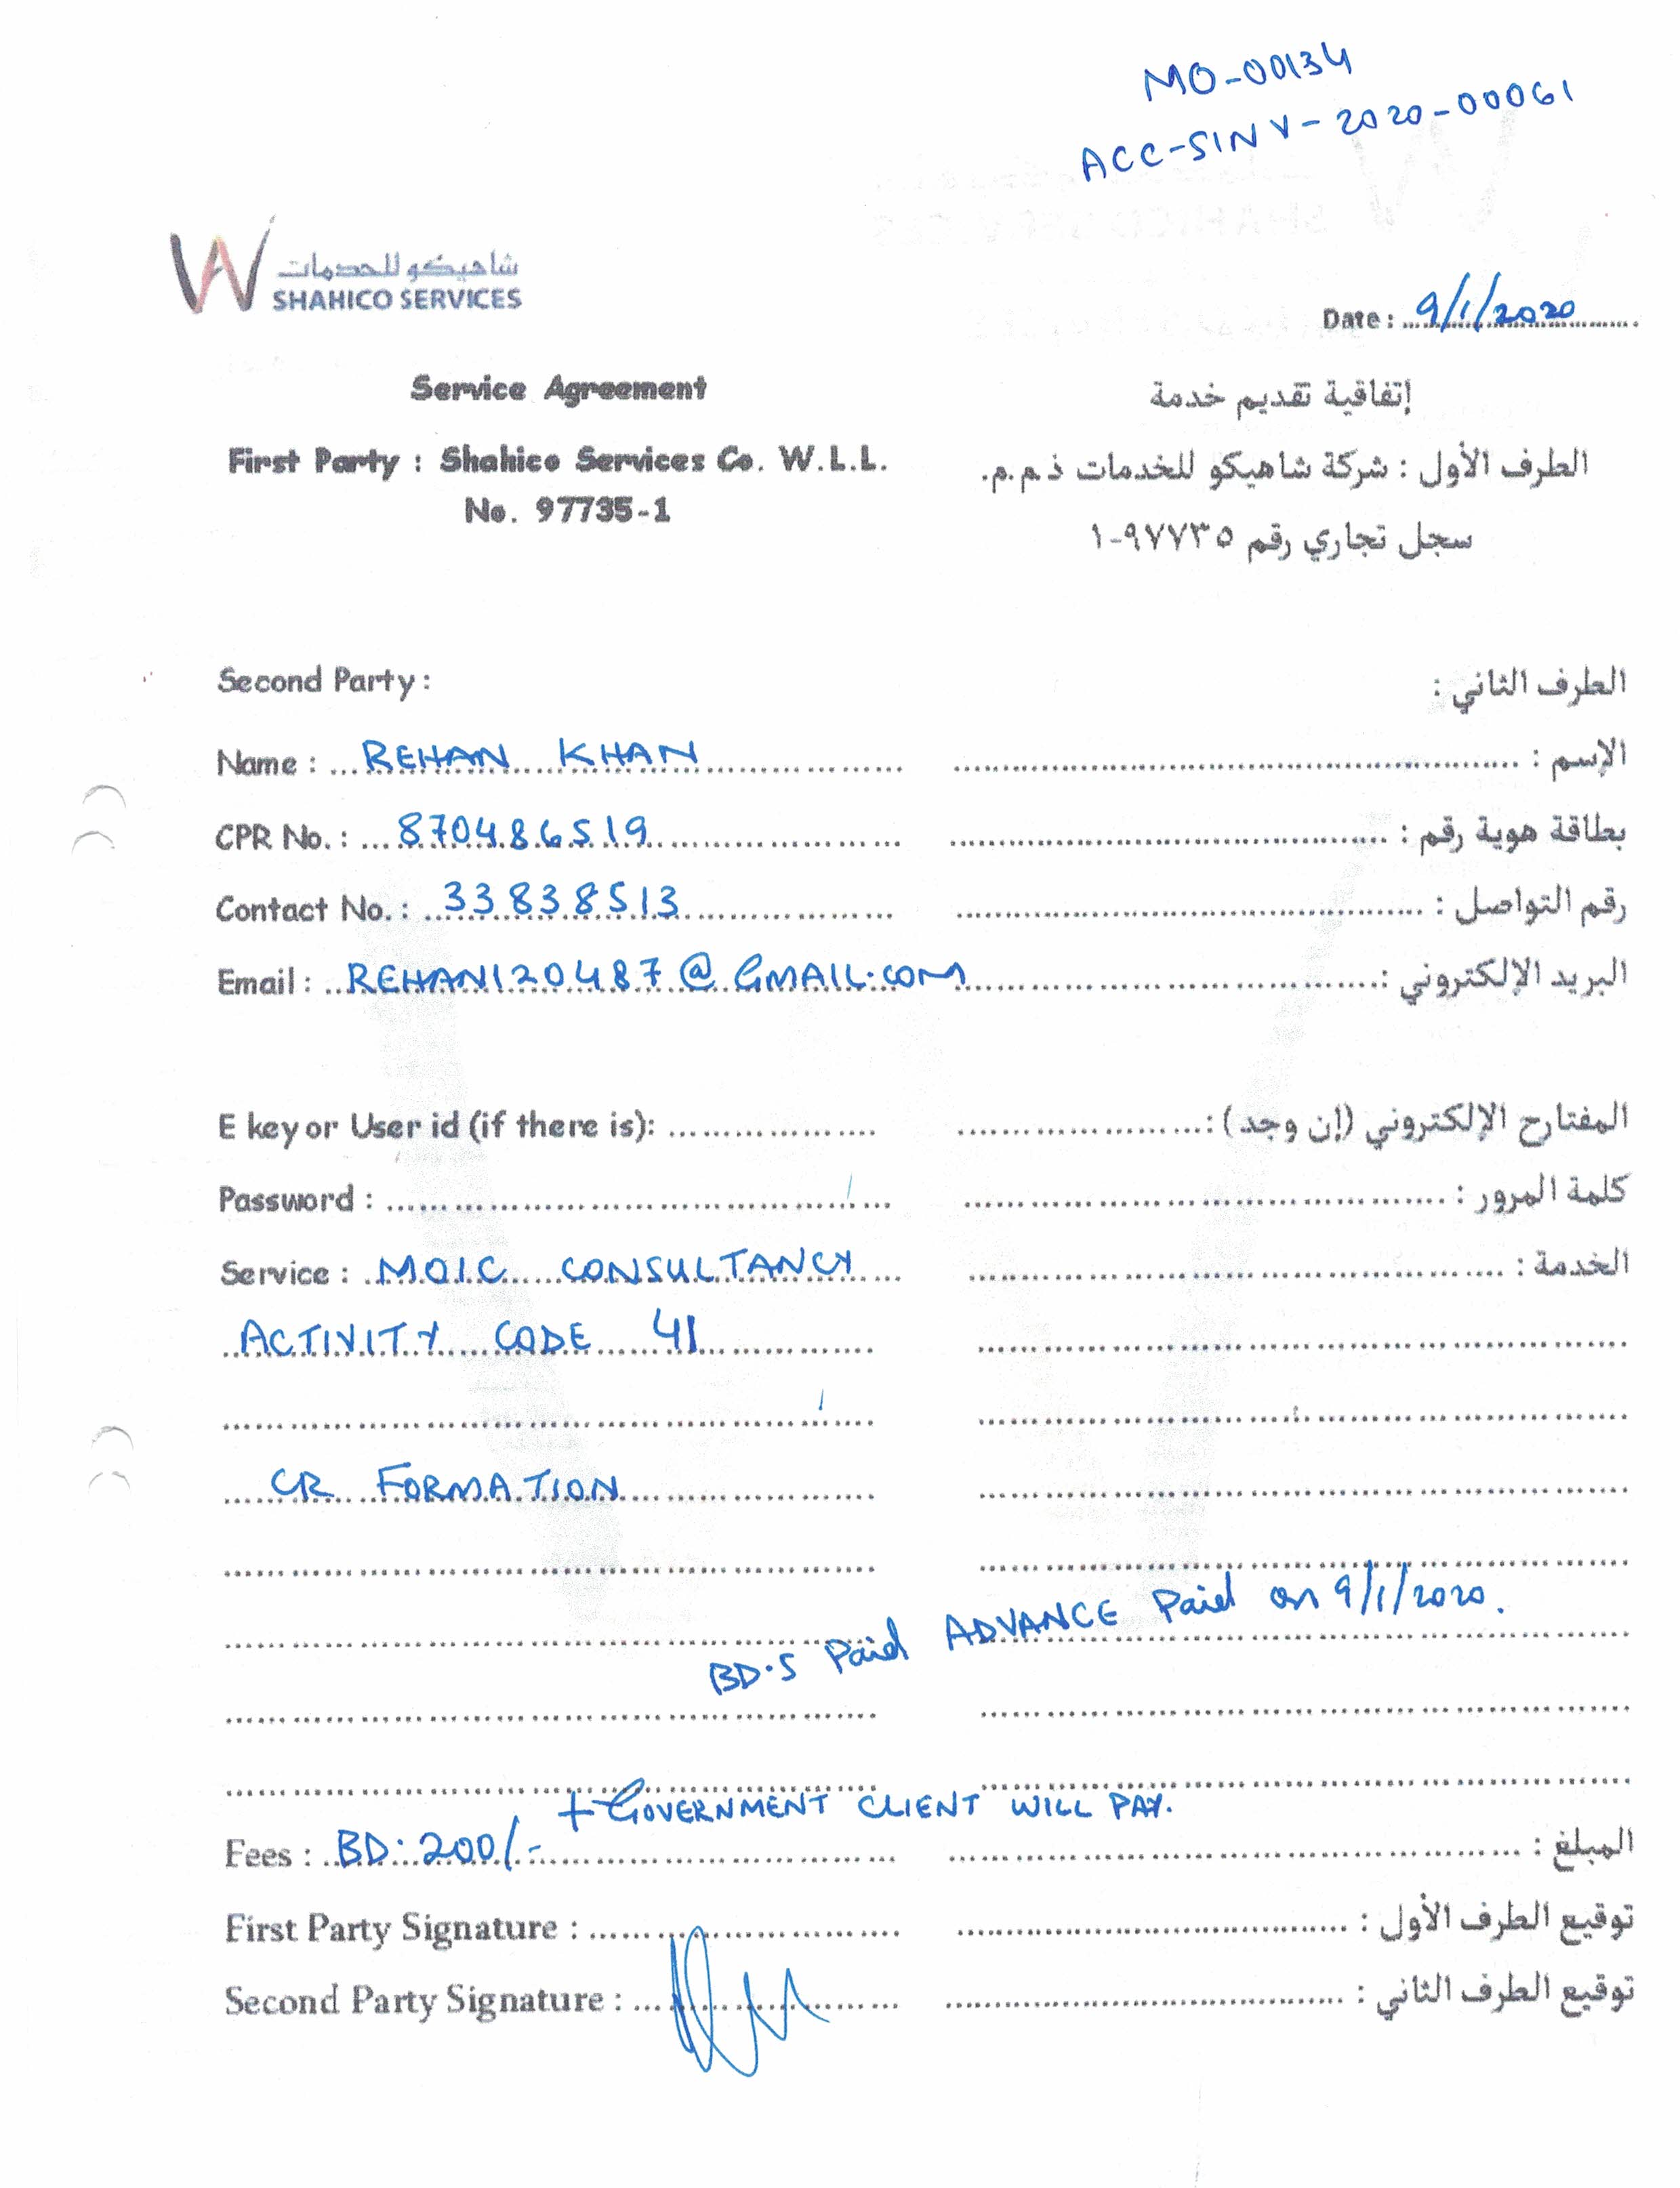 MO-00134
ACC-SINV-2020-00061
شاهيكو للخدمات
SHAHICO SERVICES
Date : 9/1/2020
Service Agreement
إتفاقية تقديم خدمة
First Party : Shahico Services Co. W.L.L.
الطرف الأول : شركة شاهيكو للخدمات ذ.م.م.
No. 97735-1
سجل تجاري رقم ٩٧٧٣٥-١
Second Party :
الطرف الثاني :
Name : REHAN KHAN
الإسم :
CPR No. : 870486519
بطاقة هوية رقم :
Contact No. : 33838513
رقم التواصل :
Email : REHAN120487@GMAIL.COM
البريد الإلكتروني :
E key or User id (if there is):
المفتارح الإلكتروني (إن وجد) :
Password :
كلمة المرور :
Service : MOIC CONSULTANCY
الخدمة :
ACTIVITY CODE 41
CR FORMATION
BD.5 Paid ADVANCE Paid on 9/1/2020.
+ GOVERNMENT CLIENT WILL PAY.
Fees : BD. 200/-
المبلغ :
First Party Signature :
توقيع الطرف الأول :
Second Party Signature :
توقيع الطرف الثاني :